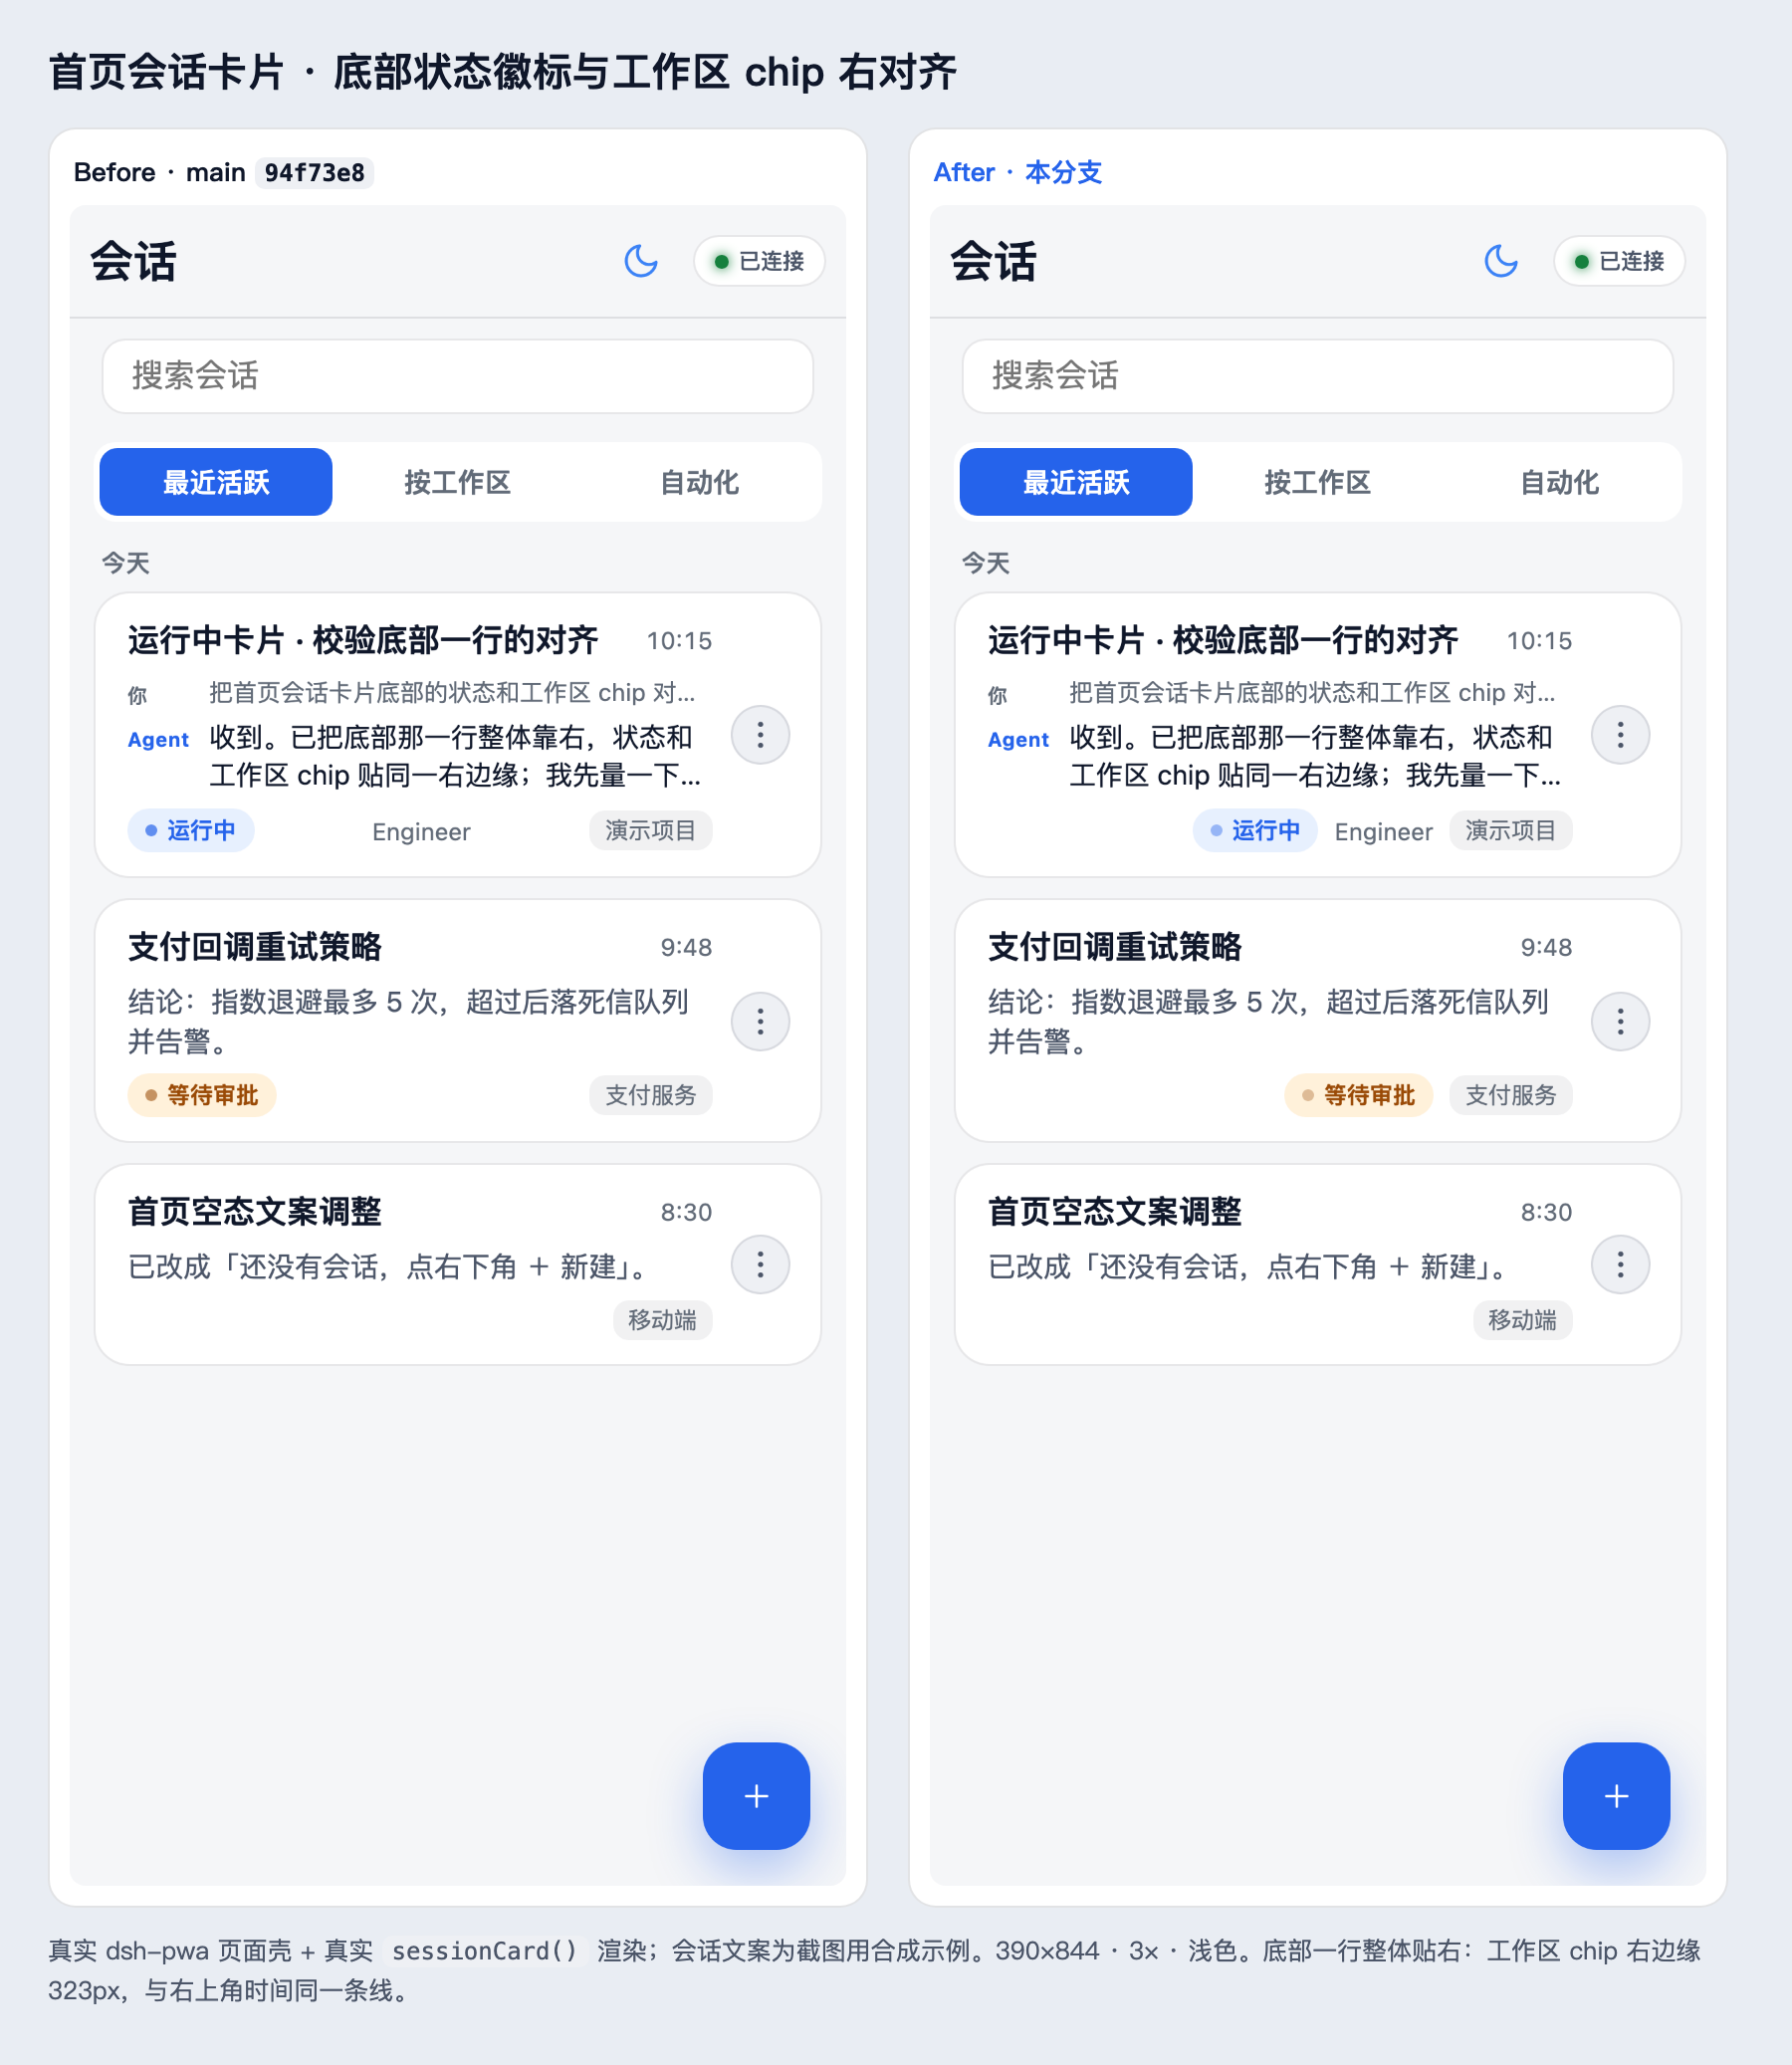 首页会话卡片 · 底部状态徽标与工作区 chip 右对齐
Before · main 94f73e8
会话
已连接
搜索会话
最近活跃 按工作区 自动化
今天
运行中卡片 · 校验底部一行的对齐 10:15
你 把首页会话卡片底部的状态和工作区 chip 对...
Agent 收到。已把底部那一行整体靠右，状态和
工作区 chip 贴同一右边缘；我先量一下...
运行中 Engineer 演示项目
支付回调重试策略 9:48
结论：指数退避最多 5 次，超过后落死信队列
并告警。
等待审批 支付服务
首页空态文案调整 8:30
已改成「还没有会话，点右下角 ＋ 新建」。
移动端
+
After · 本分支
会话
已连接
搜索会话
最近活跃 按工作区 自动化
今天
运行中卡片 · 校验底部一行的对齐 10:15
你 把首页会话卡片底部的状态和工作区 chip 对...
Agent 收到。已把底部那一行整体靠右，状态和
工作区 chip 贴同一右边缘；我先量一下...
运行中 Engineer 演示项目
支付回调重试策略 9:48
结论：指数退避最多 5 次，超过后落死信队列
并告警。
等待审批 支付服务
首页空态文案调整 8:30
已改成「还没有会话，点右下角 ＋ 新建」。
移动端
+
真实 dsh-pwa 页面壳 + 真实 sessionCard() 渲染；会话文案为截图用合成示例。390×844 · 3× · 浅色。底部一行整体贴右：工作区 chip 右边缘
323px，与右上角时间同一条线。